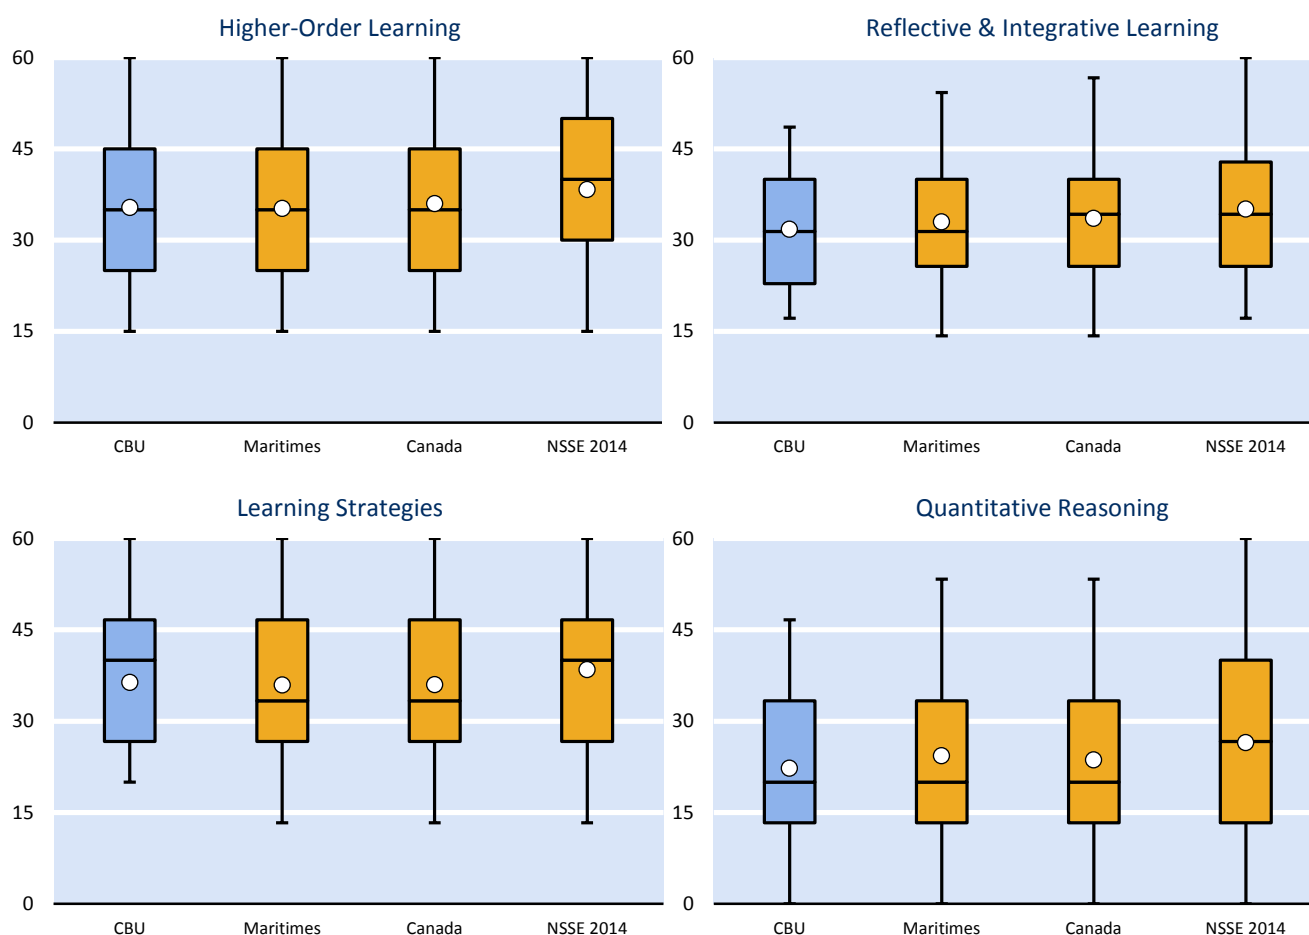 Higher-Order Learning
60
45
30
15
0
CBU Maritimes Canada NSSE 2014
Reflective & Integrative Learning
60
45
30
15
0
CBU Maritimes Canada NSSE 2014
Learning Strategies
60
45
30
15
0
CBU Maritimes Canada NSSE 2014
Quantitative Reasoning
60
45
30
15
0
CBU Maritimes Canada NSSE 2014